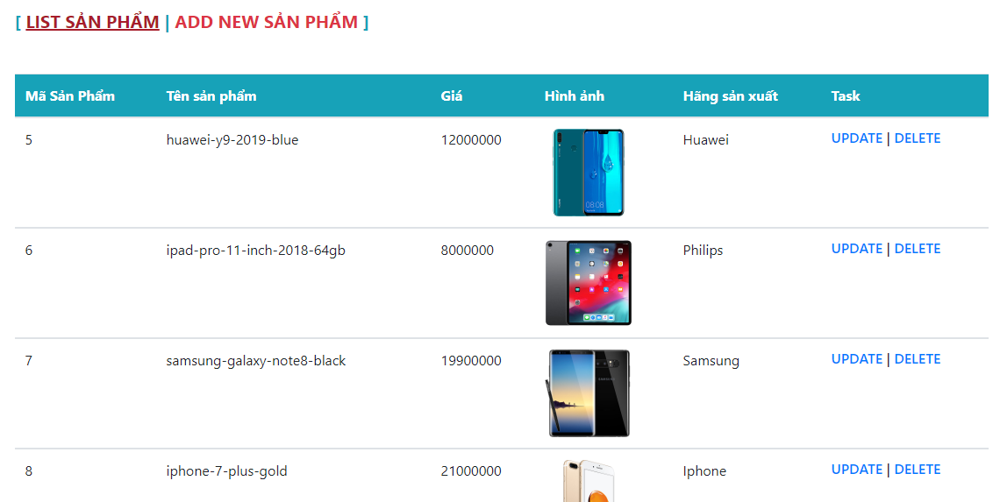 [ LIST SẢN PHẨM | ADD NEW SẢN PHẨM ]
Mã Sản Phẩm Tên sản phẩm Giá Hình ảnh Hãng sản xuất Task
5 huawei-y9-2019-blue 12000000 Huawei UPDATE | DELETE
08:08
6 ipad-pro-11-inch-2018-64gb 8000000 Philips UPDATE | DELETE
7 samsung-galaxy-note8-black 19900000 Samsung UPDATE | DELETE
SAMSUNG
8 iphone-7-plus-gold 21000000 Iphone UPDATE | DELETE